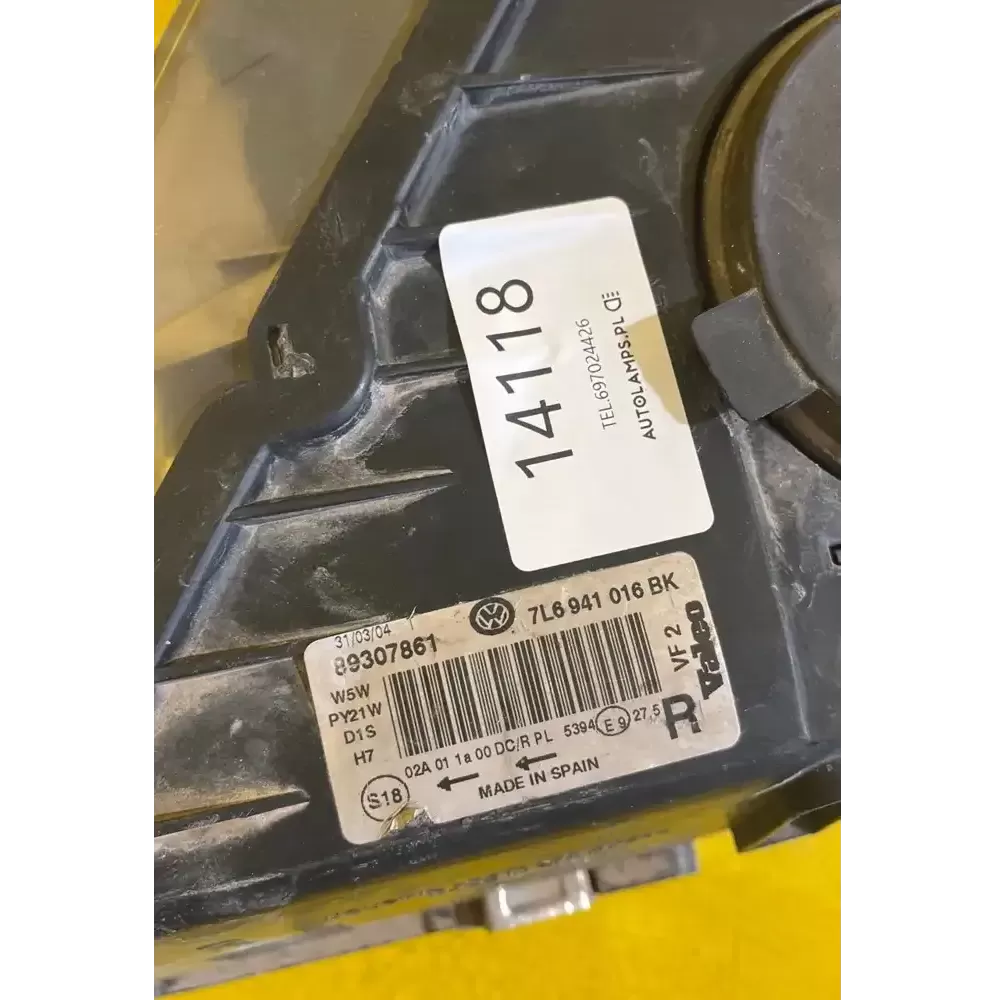 14118
TEL.697024426
AUTOLAMPS.PL
31/03/04
89307861
7L6 941 016 BK
W5W
PY21W
D1S
H7
VF 2
Valeo
02A 01 1a 00 DC/R PL 5394 E9 27,5
R
S18
MADE IN SPAIN